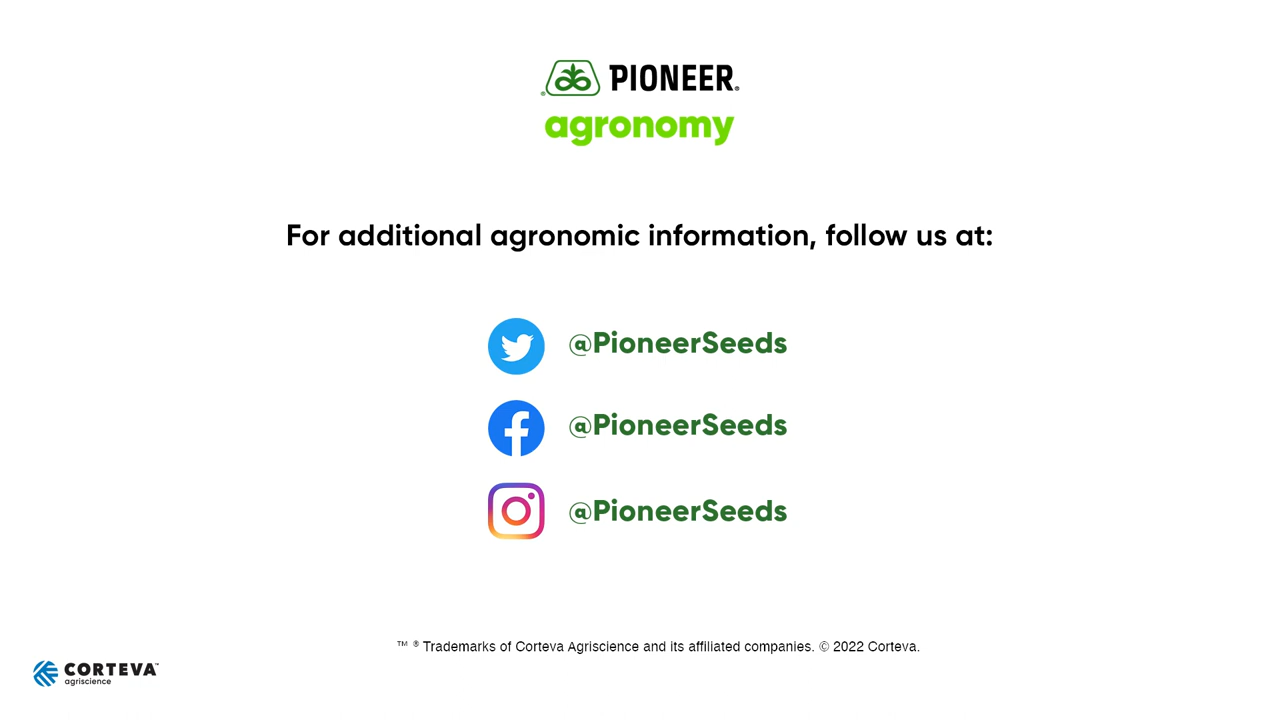 PIONEER®
agronomy
For additional agronomic information, follow us at:
@PioneerSeeds
@PioneerSeeds
@PioneerSeeds
™ ® Trademarks of Corteva Agriscience and its affiliated companies. © 2022 Corteva.
CORTEVA™
agriscience